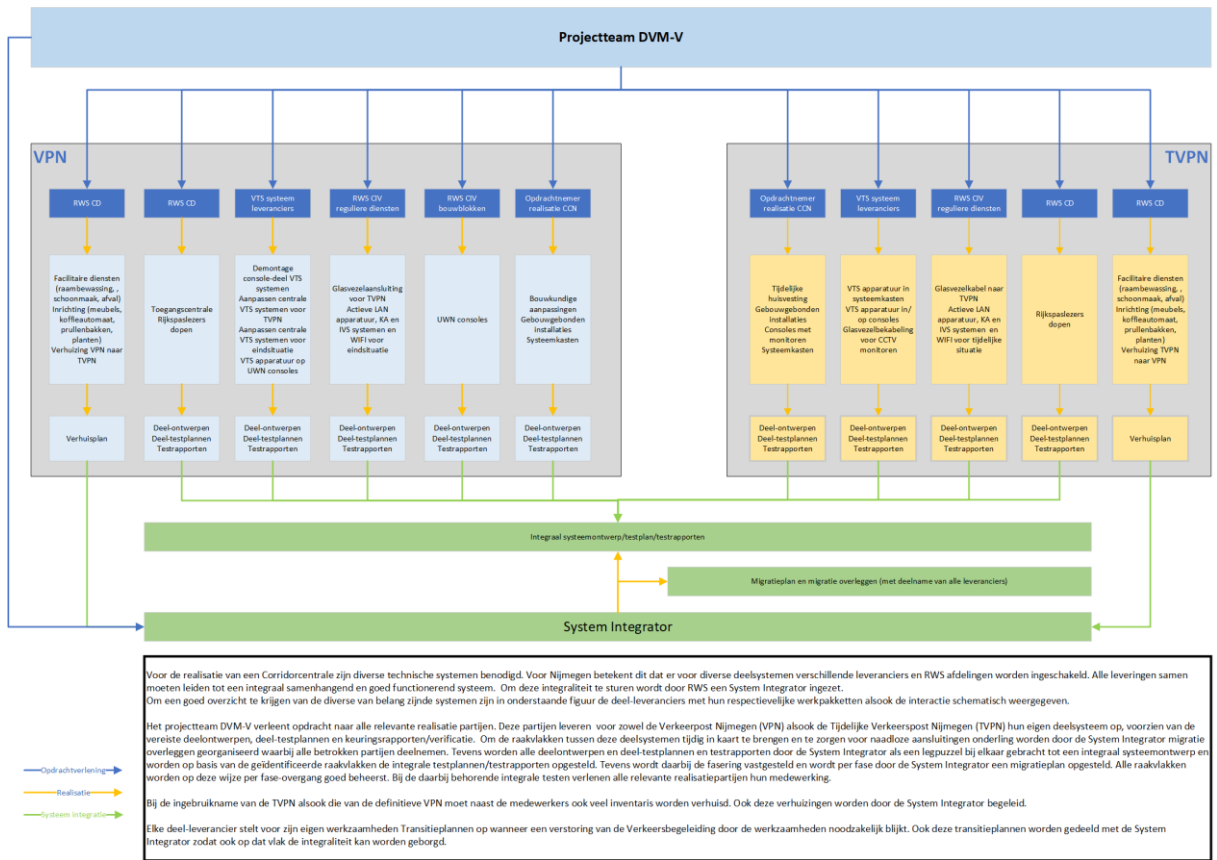 Projectteam DVM-V
VPN
TVPN
RWS CD
RWS CD
VTS systeem
leveranciers
RWS CIV
reguliere diensten
RWS CIV
bouwblokken
Opdrachtnemer
realisatie CCN
Opdrachtnemer
realisatie CCN
VTS systeem
leveranciers
RWS CIV
reguliere diensten
RWS CD
RWS CD
Facilitaire diensten
(raambewassing, ,
schoonmaak, afval)
Inrichting (meubels,
koffieautomaat,
prullenbakken,
planten)
Verhuizing VPN naar
TVPN
Toegangscentrale
Rijkspaslezers
dopen
Demontage
console-deel VTS
systemen
Aanpassen centrale
VTS systemen voor
TVPN
Aanpassen centrale
VTS systemen voor
eindsituatie
VTS apparatuur op
UWN consoles
Glasvezelaansluiting
voor TVPN
Actieve LAN
apparatuur, KA en
IVS systemen en
WIFI voor
eindsituatie
UWN consoles
Bouwkundige
aanpassingen
Gebouwgebonden
installaties
Systeemkasten
Tijdelijke
huisvesting
Gebouwgebonden
installaties
Consoles met
monitoren
Systeemkasten
VTS apparatuur in
systeemkasten
VTS apparatuur in/
op consoles
Glasvezelbekabeling
voor CCTV
monitoren
Glasvezelkabel naar
TVPN
Actieve LAN
apparatuur, KA en
IVS systemen en
WIFI voor tijdelijke
situatie
Rijkspaslezers
dopen
Facilitaire diensten
(raambewassing, ,
schoonmaak, afval)
Inrichting (meubels,
koffieautomaat,
prullenbakken,
planten)
Verhuizing TVPN
naar VPN
Verhuisplan
Deel-ontwerpen
Deel-testplannen
Testrapporten
Deel-ontwerpen
Deel-testplannen
Testrapporten
Deel-ontwerpen
Deel-testplannen
Testrapporten
Deel-ontwerpen
Deel-testplannen
Testrapporten
Deel-ontwerpen
Deel-testplannen
Testrapporten
Deel-ontwerpen
Deel-testplannen
Testrapporten
Deel-ontwerpen
Deel-testplannen
Testrapporten
Deel-ontwerpen
Deel-testplannen
Testrapporten
Deel-ontwerpen
Deel-testplannen
Testrapporten
Verhuisplan
Integraal systeemontwerp/testplan/testrapporten
Migratieplan en migratie overleggen (met deelname van alle leveranciers)
System Integrator
Voor de realisatie van een Corridorcentrale zijn diverse technische systemen benodigd. Voor Nijmegen betekent dit dat er voor diverse deelsystemen verschillende leveranciers en RWS afdelingen worden ingeschakeld. Alle leveringen samen
moeten leiden tot een integraal samenhangend en goed functionerend systeem. Om deze integraliteit te sturen wordt door RWS een System Integrator ingezet.
Om een goed overzicht te krijgen van de diverse van belang zijnde systemen zijn in onderstaande figuur de deel-leveranciers met hun respectievelijke werkpakketten alsook de interactie schematisch weergegeven.
Het projectteam DVM-V verleent opdracht naar alle relevante realisatie partijen. Deze partijen leveren voor zowel de Verkeerpost Nijmegen (VPN) alsook de Tijdelijke Verkeerspost Nijmegen (TVPN) hun eigen deelsysteem op, voorzien van de
vereiste deelontwerpen, deel-testplannen en keuringsrapporten/verificatie. Om de raakvlakken tussen deze deelsystemen tijdig in kaart te brengen en te zorgen voor naadloze aansluitingen onderling worden door de System Integrator migratie
overleggen georganiseerd waarbij alle betrokken partijen deelnemen. Tevens worden alle deelontwerpen en deel-testplannen en testrapporten door de System Integrator als een legpuzzel bij elkaar gebracht tot een integraal systeemontwerp en
worden op basis van de geïdentificeerde raakvlakken de integrale testplannen/testrapporten opgesteld. Tevens wordt daarbij de fasering vastgesteld en wordt per fase door de System Integrator een migratieplan opgesteld. Alle raakvlakken
worden op deze wijze per fase-overgang goed beheerst. Bij de daarbij behorende integrale testen verlenen alle relevante realisatiepartijen hun medewerking.
Bij de ingebruikname van de TVPN alsook die van de definitieve VPN moet naast de medewerkers ook veel inventaris worden verhuisd. Ook deze verhuizingen worden door de System Integrator begeleid.
Elke deel-leverancier stelt voor zijn eigen werkzaamheden Transitieplannen op wanneer een verstoring van de Verkeersbegeleiding door de werkzaamheden noodzakelijk blijkt. Ook deze transitieplannen worden gedeeld met de System
Integrator zodat ook op dat vlak de integraliteit kan worden geborgd.
Opdrachtverlening
Realisatie
Systeem integratie